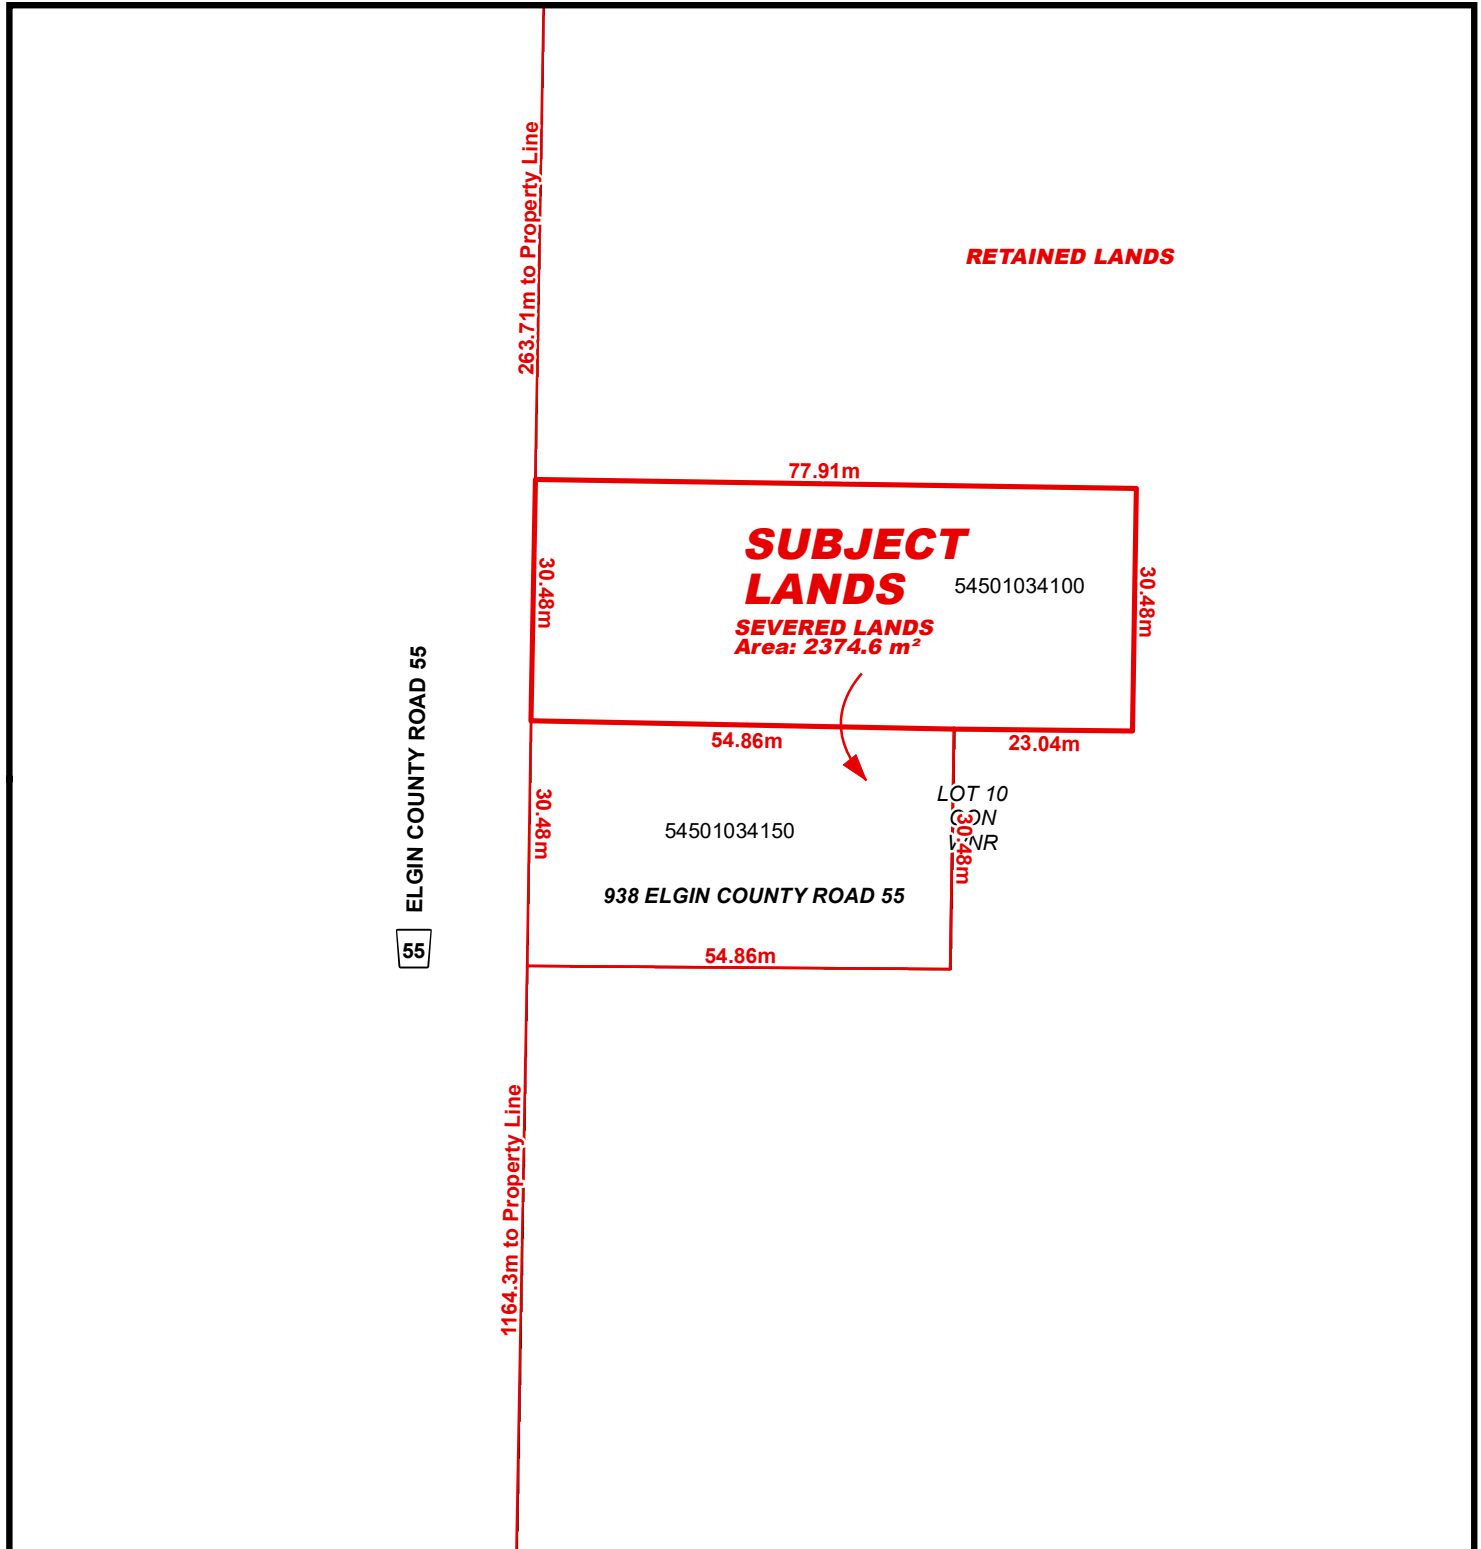 263.71m to Property Line
RETAINED LANDS
77.91m
SUBJECT
LANDS
54501034100
30.48m
30.48m
SEVERED LANDS
Area: 2374.6 m²
54.86m
23.04m
ELGIN COUNTY ROAD 55
55
30.48m
54501034150
LOT 10
CON
WNR
30.48m
938 ELGIN COUNTY ROAD 55
54.86m
1164.3m to Property Line